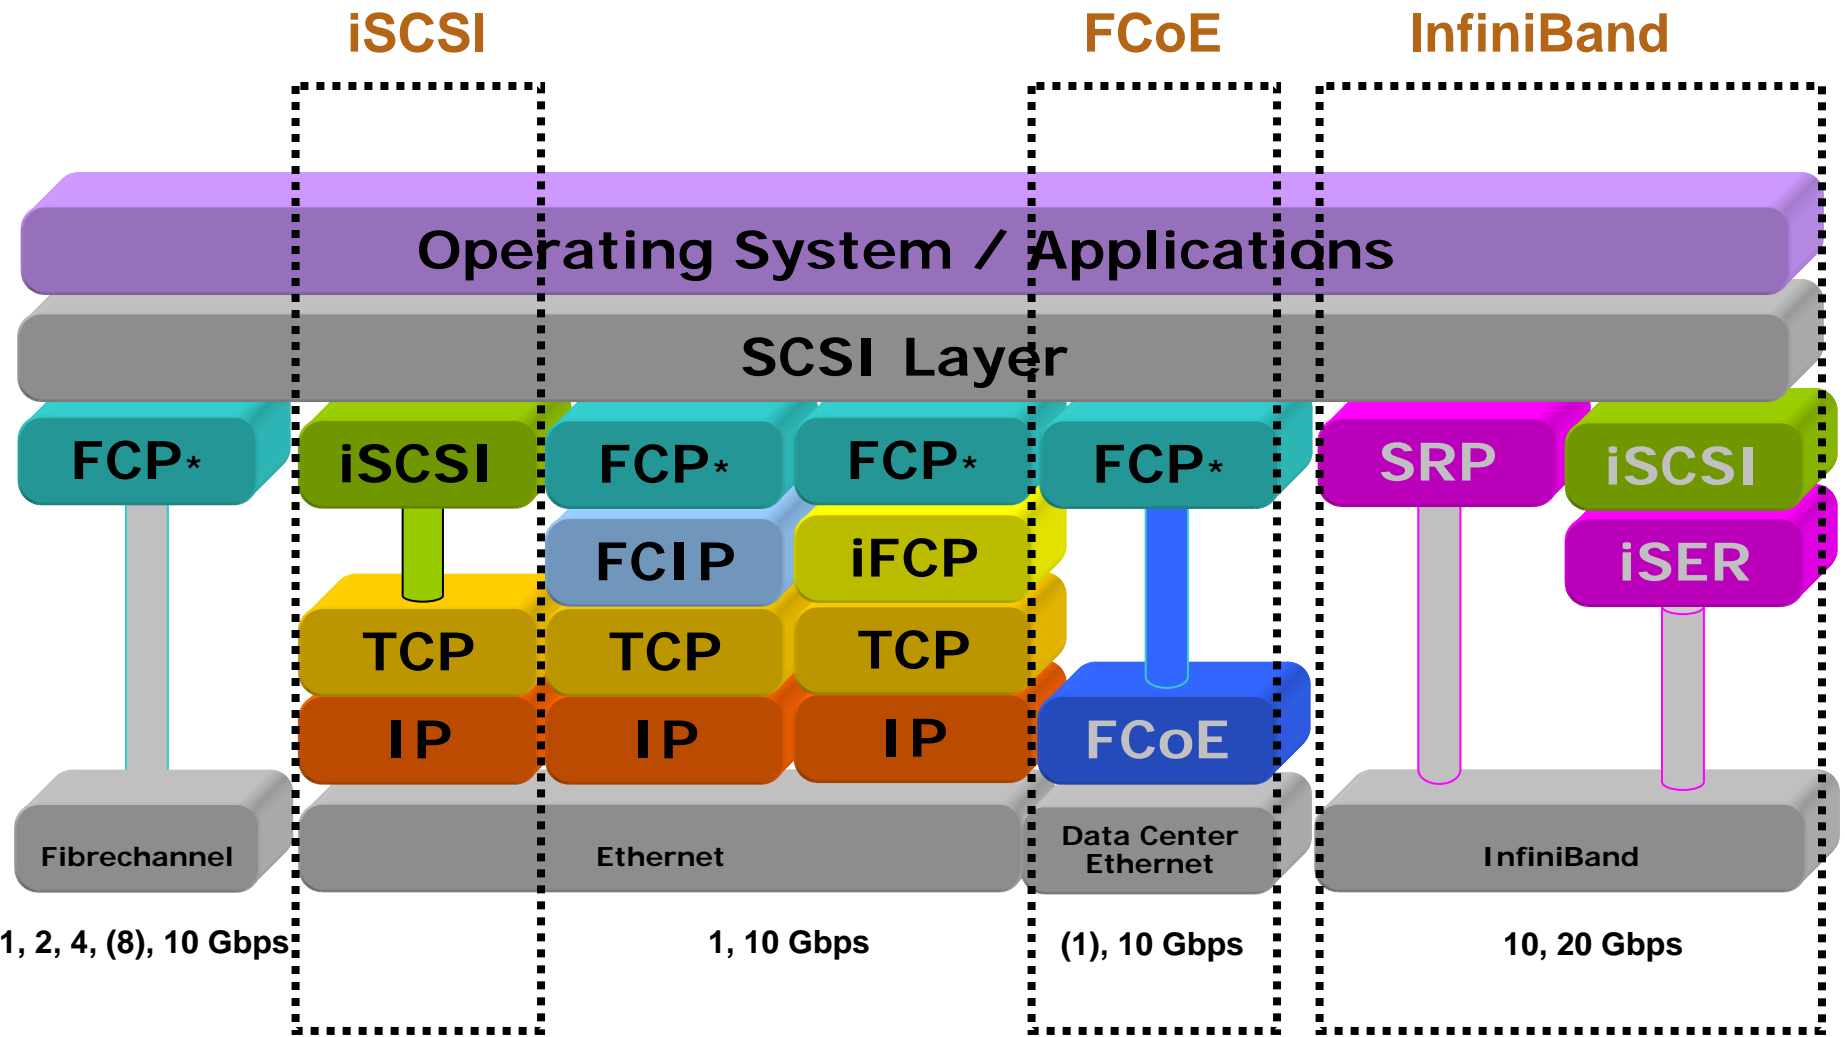 iSCSI
FCoE
InfiniBand
Operating System / Applications
SCSI Layer
FCP*
iSCSI
FCP*
FCP*
FCP*
SRP
iSCSI
FCIP
iFCP
iSER
TCP
TCP
TCP
IP
IP
IP
FCoE
Fibrechannel
Ethernet
Data Center
Ethernet
InfiniBand
1, 2, 4, (8), 10 Gbps
1, 10 Gbps
(1), 10 Gbps
10, 20 Gbps